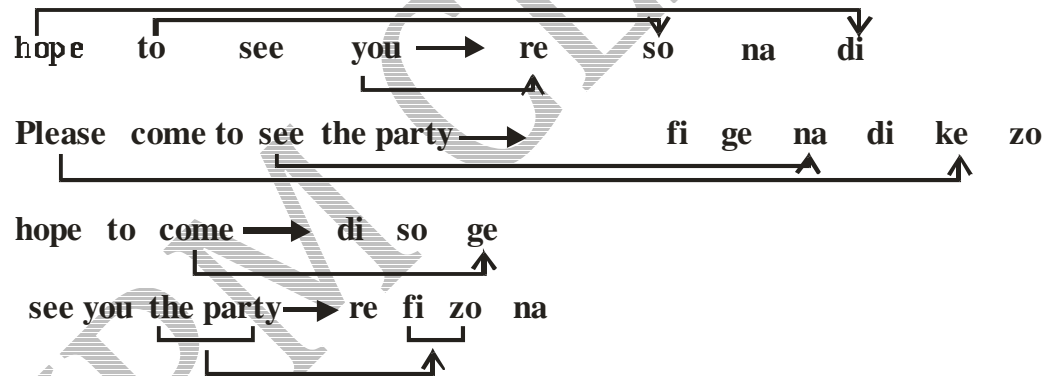 hope to see you → re so na di
Please come to see the party → fi ge na di ke zo
hope to come → di so ge
see you the party → re fi zo na